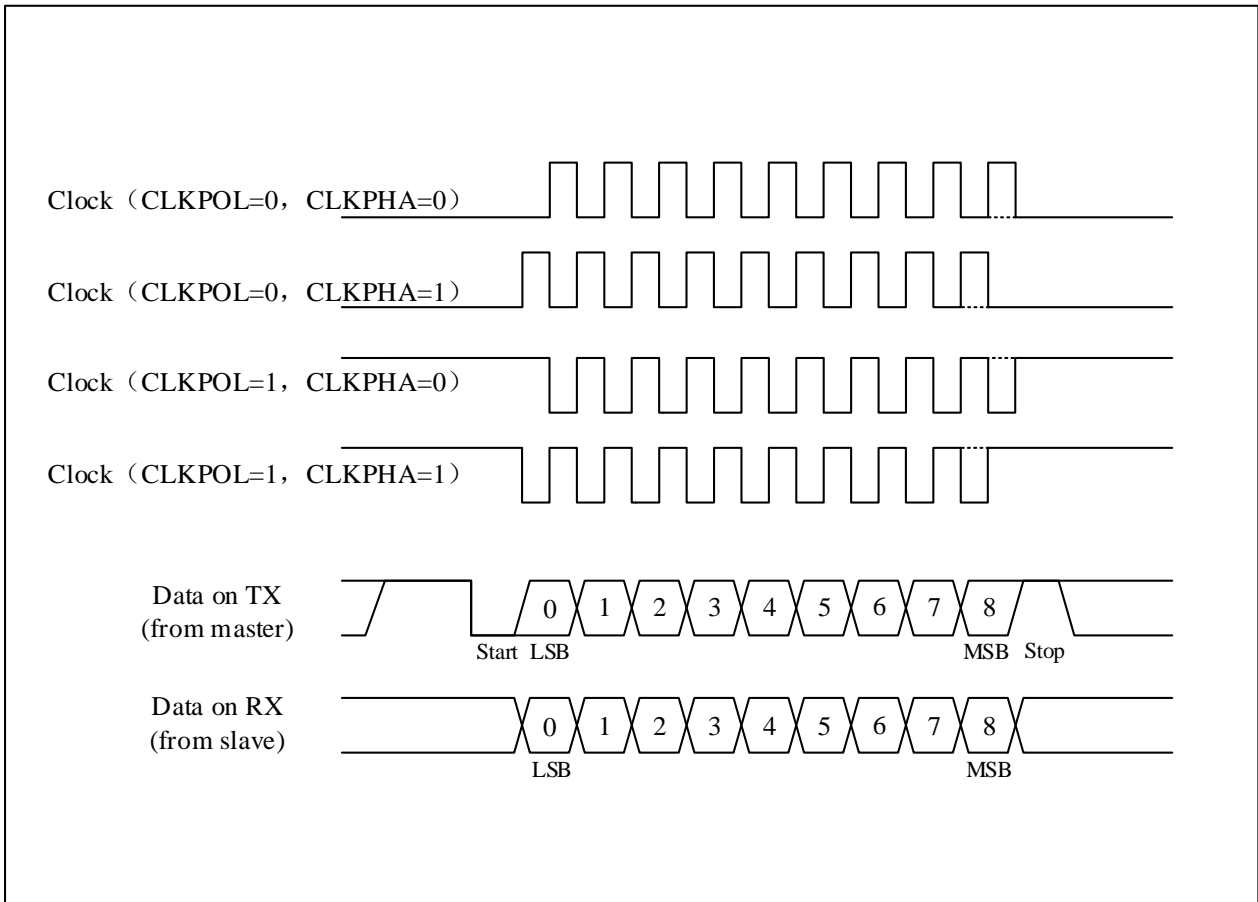 Clock（CLKPOL=0，CLKPHA=0）
Clock（CLKPOL=0，CLKPHA=1）
Clock（CLKPOL=1，CLKPHA=0）
Clock（CLKPOL=1，CLKPHA=1）
Data on TX
(from master)
0 1 2 3 4 5 6 7 8
Start LSB MSB Stop
Data on RX
(from slave)
0 1 2 3 4 5 6 7 8
LSB MSB